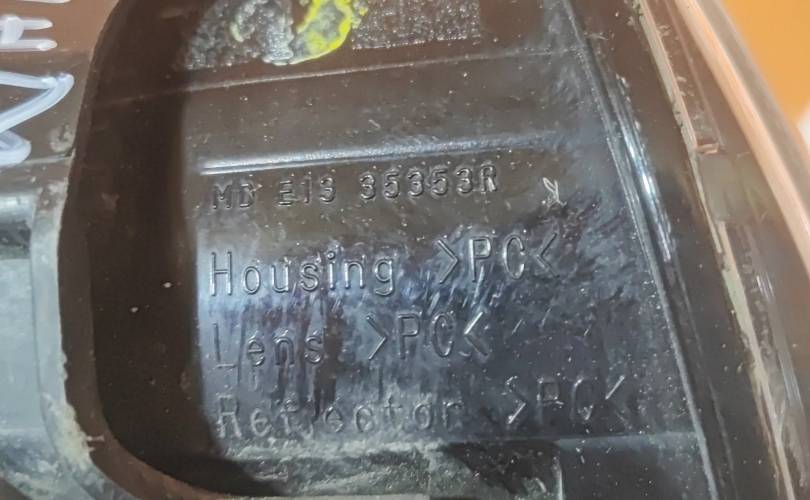 MD E13 35353R
Housing >PC<
Lens >PC<
Reflector >PC<